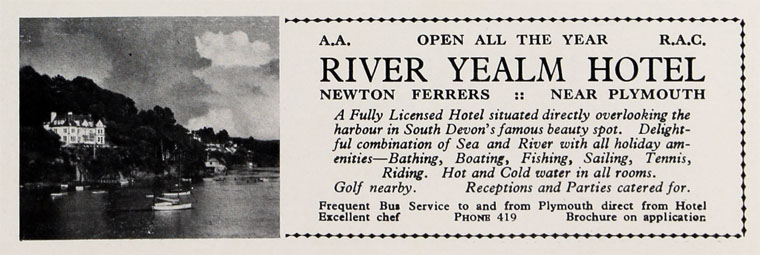 A.A. OPEN ALL THE YEAR R.A.C.
RIVER YEALM HOTEL
NEWTON FERRERS :: NEAR PLYMOUTH
A Fully Licensed Hotel situated directly overlooking the
harbour in South Devon's famous beauty spot. Delight-
ful combination of Sea and River with all holiday am-
enities—Bathing, Boating, Fishing, Sailing, Tennis,
Riding. Hot and Cold water in all rooms.
Golf nearby. Receptions and Parties catered for.
Frequent Bus Service to and from Plymouth direct from Hotel
Excellent chef PHONE 419 Brochure on application